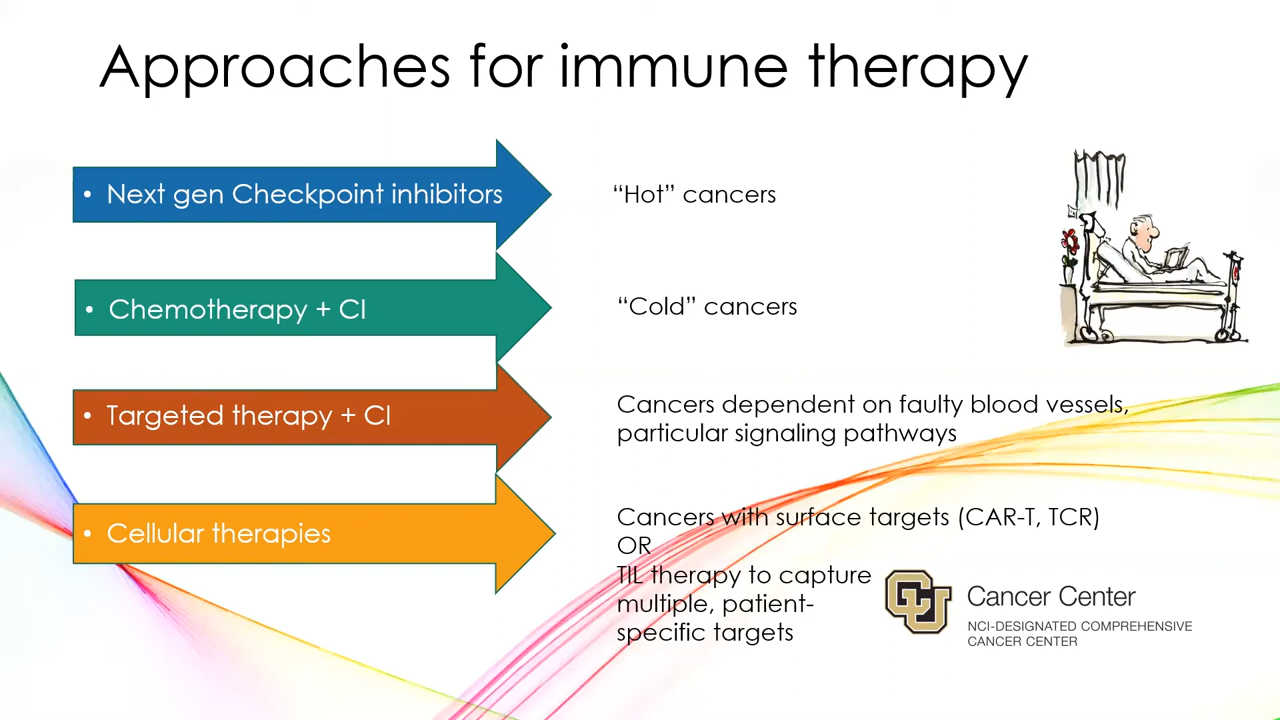 Approaches for immune therapy
• Next gen Checkpoint inhibitors
“Hot” cancers
• Chemotherapy + CI
“Cold” cancers
• Targeted therapy + CI
Cancers dependent on faulty blood vessels,
particular signaling pathways
• Cellular therapies
Cancers with surface targets (CAR-T, TCR)
OR
TIL therapy to capture
multiple, patient-
specific targets
CU
Cancer Center
NCI-DESIGNATED COMPREHENSIVE
CANCER CENTER